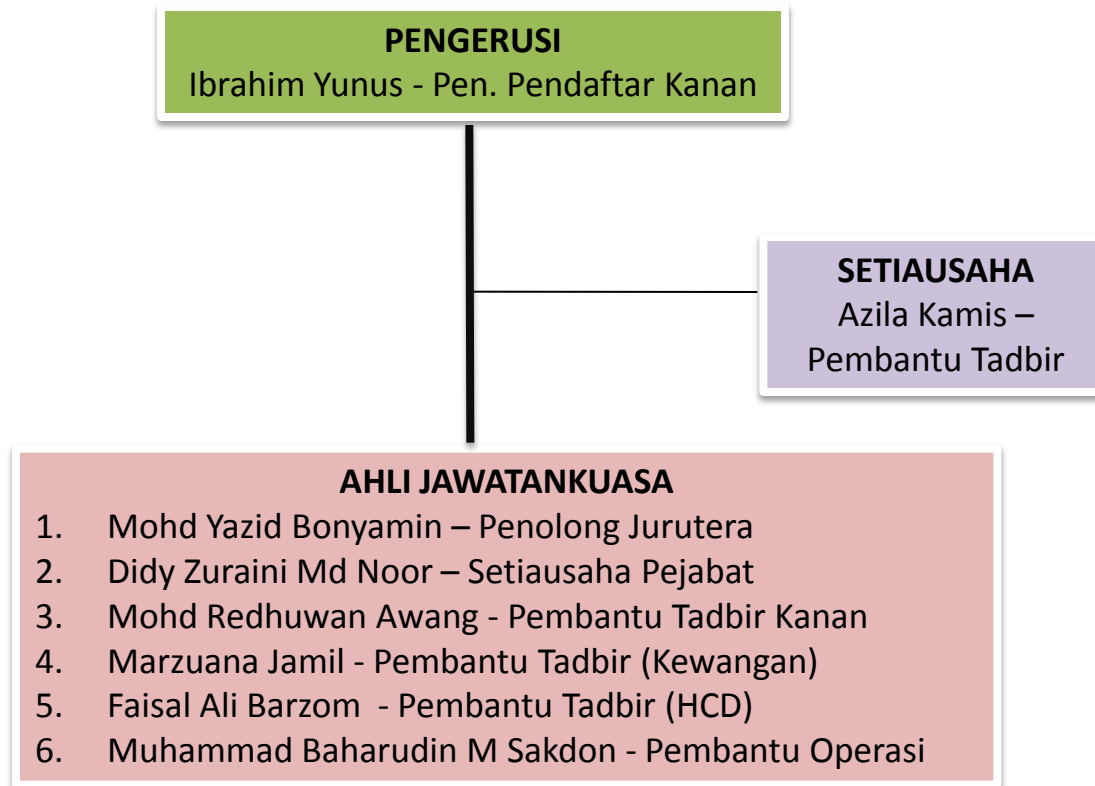 PENGERUSI
Ibrahim Yunus - Pen. Pendaftar Kanan
SETIAUSAHA
Azila Kamis –
Pembantu Tadbir
AHLI JAWATANKUASA
1. Mohd Yazid Bonyamin – Penolong Jurutera
2. Didy Zuraini Md Noor – Setiausaha Pejabat
3. Mohd Redhuwan Awang - Pembantu Tadbir Kanan
4. Marzuana Jamil - Pembantu Tadbir (Kewangan)
5. Faisal Ali Barzom - Pembantu Tadbir (HCD)
6. Muhammad Baharudin M Sakdon - Pembantu Operasi